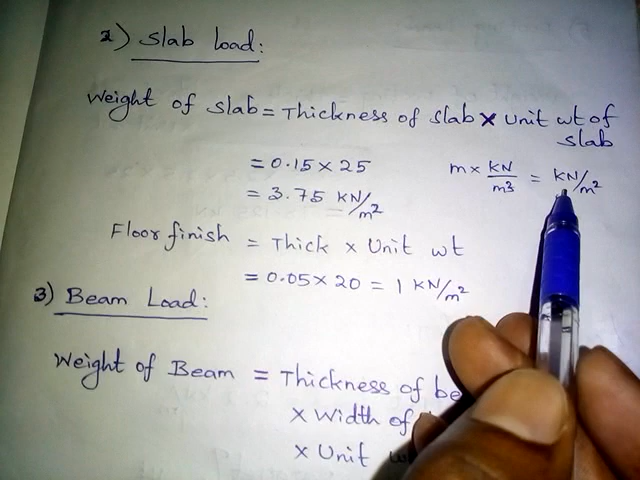 2) Slab Load:
Weight of slab = Thickness of slab x Unit wt of
slab
= 0.15 x 25
m x KN/m³ = KN/m²
= 3.75 KN/m²
Floor finish = Thick x Unit wt
= 0.05 x 20 = 1 KN/m²
3) Beam Load:
Weight of Beam = Thickness of
x Width of
x Unit